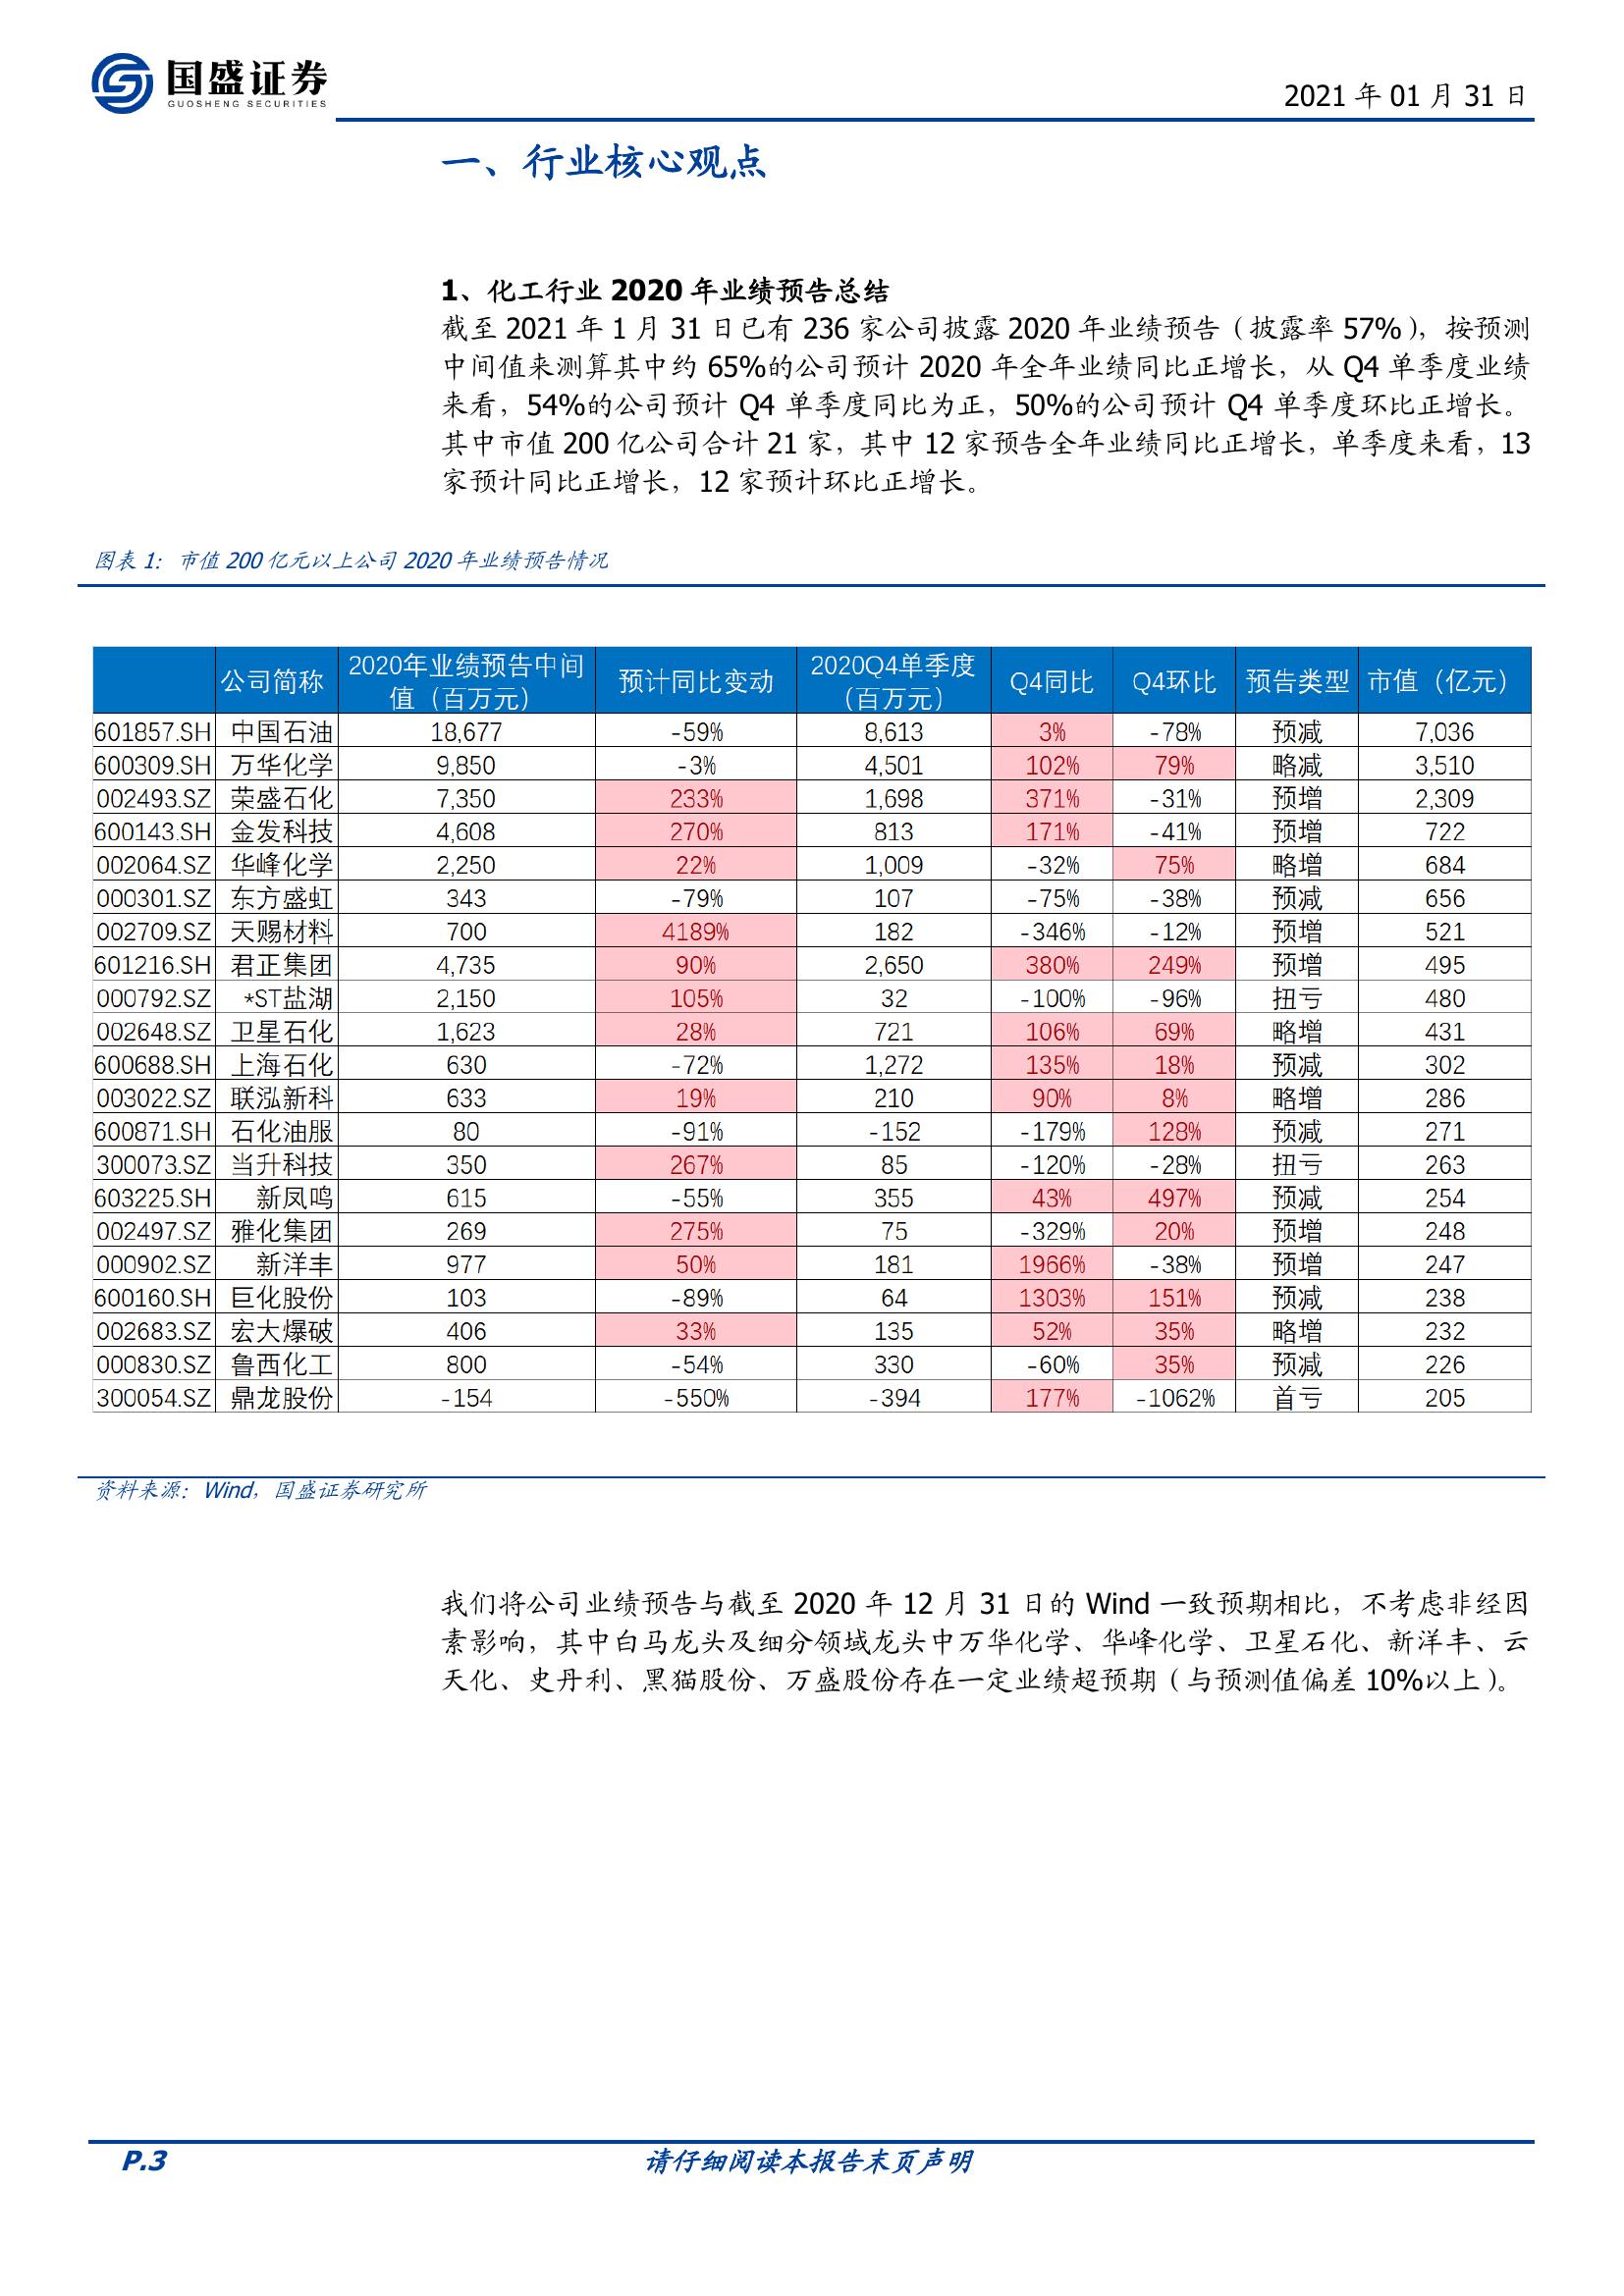 国盛证券
GUOSHENG SECURITIES
2021 年 01 月 31 日
一、行业核心观点
1、化工行业 2020 年业绩预告总结
截至 2021 年 1 月 31 日已有 236 家公司披露 2020 年业绩预告（披露率 57%），按预测
中间值来测算其中约 65%的公司预计 2020 年全年业绩同比正增长，从 Q4 单季度业绩
来看，54%的公司预计 Q4 单季度同比为正，50%的公司预计 Q4 单季度环比正增长。
其中市值 200 亿公司合计 21 家，其中 12 家预告全年业绩同比正增长，单季度来看，13
家预计同比正增长，12 家预计环比正增长。
图表 1：市值 200 亿元以上公司 2020 年业绩预告情况
公司简称 2020年业绩预告中间值（百万元） 预计同比变动 2020Q4单季度（百万元） Q4同比 Q4环比 预告类型 市值（亿元）
601857.SH 中国石油 18,677 -59% 8,613 3% -78% 预减 7,036
600309.SH 万华化学 9,850 -3% 4,501 102% 79% 略减 3,510
002493.SZ 荣盛石化 7,350 233% 1,698 371% -31% 预增 2,309
600143.SH 金发科技 4,608 270% 813 171% -41% 预增 722
002064.SZ 华峰化学 2,250 22% 1,009 -32% 75% 略增 684
000301.SZ 东方盛虹 343 -79% 107 -75% -38% 预减 656
002709.SZ 天赐材料 700 4189% 182 -346% -12% 预增 521
601216.SH 君正集团 4,735 90% 2,650 380% 249% 预增 495
000792.SZ *ST盐湖 2,150 105% 32 -100% -96% 扭亏 480
002648.SZ 卫星石化 1,623 28% 721 106% 69% 略增 431
600688.SH 上海石化 630 -72% 1,272 135% 18% 预减 302
003022.SZ 联泓新科 633 19% 210 90% 8% 略增 286
600871.SH 石化油服 80 -91% -152 -179% 128% 预减 271
300073.SZ 当升科技 350 267% 85 -120% -28% 扭亏 263
603225.SH 新凤鸣 615 -55% 355 43% 497% 预减 254
002497.SZ 雅化集团 269 275% 75 -329% 20% 预增 248
000902.SZ 新洋丰 977 50% 181 1966% -38% 预增 247
600160.SH 巨化股份 103 -89% 64 1303% 151% 预减 238
002683.SZ 宏大爆破 406 33% 135 52% 35% 略增 232
000830.SZ 鲁西化工 800 -54% 330 -60% 35% 预减 226
300054.SZ 鼎龙股份 -154 -550% -394 177% -1062% 首亏 205
资料来源：Wind，国盛证券研究所
我们将公司业绩预告与截至 2020 年 12 月 31 日的 Wind 一致预期相比，不考虑非经因
素影响，其中白马龙头及细分领域龙头中万华化学、华峰化学、卫星石化、新洋丰、云
天化、史丹利、黑猫股份、万盛股份存在一定业绩超预期（与预测值偏差 10%以上）。
P.3
请仔细阅读本报告末页声明